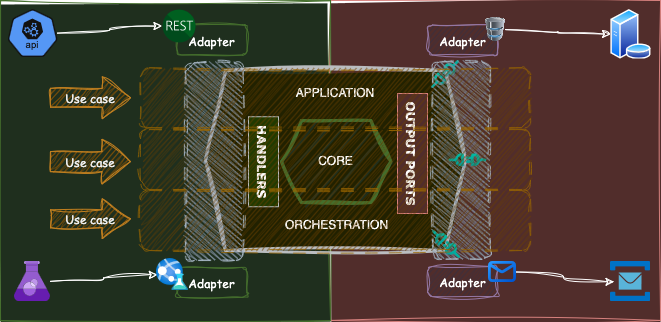 api
REST
Adapter
Adapter
Use case
Use case
Use case
APPLICATION
HANDLERS
CORE
OUTPUT PORTS
ORCHESTRATION
Adapter
Adapter